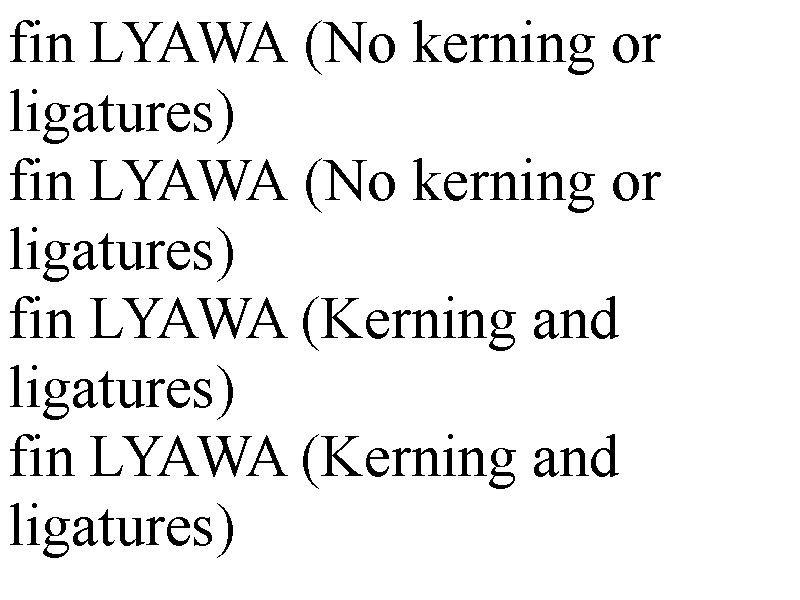 fin LYAWA (No kerning or
ligatures)
fin LYAWA (No kerning or
ligatures)
fin LYAWA (Kerning and
ligatures)
fin LYAWA (Kerning and
ligatures)